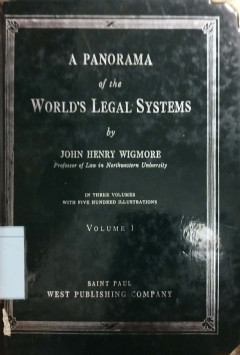 A PANORAMA
of the
WORLD'S LEGAL SYSTEMS
by
JOHN HENRY WIGMORE
Professor of Law in Northwestern University
IN THREE VOLUMES
WITH FIVE HUNDRED ILLUSTRATIONS
VOLUME I
SAINT PAUL
WEST PUBLISHING COMPANY